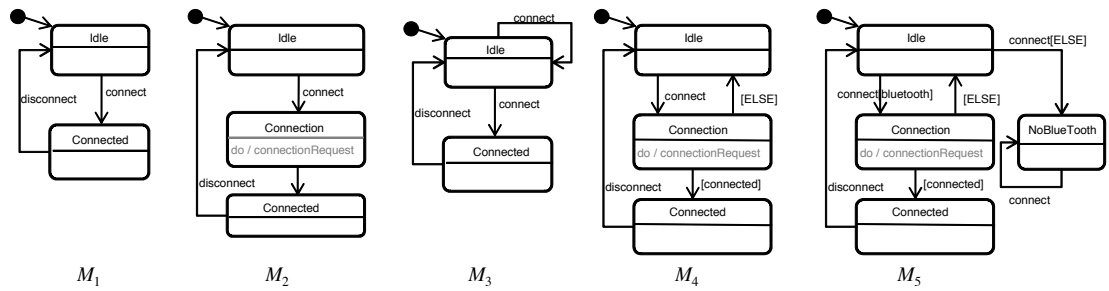 Idle
disconnect
connect
Connected
M₁
Idle
connect
Connection
do / connectionRequest
disconnect
Connected
M₂
connect
Idle
connect
disconnect
Connected
M₃
Idle
connect
[ELSE]
Connection
do / connectionRequest
disconnect
[connected]
Connected
M₄
Idle
connect[ELSE]
connect[bluetooth]
[ELSE]
Connection
do / connectionRequest
NoBlueTooth
disconnect
[connected]
connect
Connected
M₅